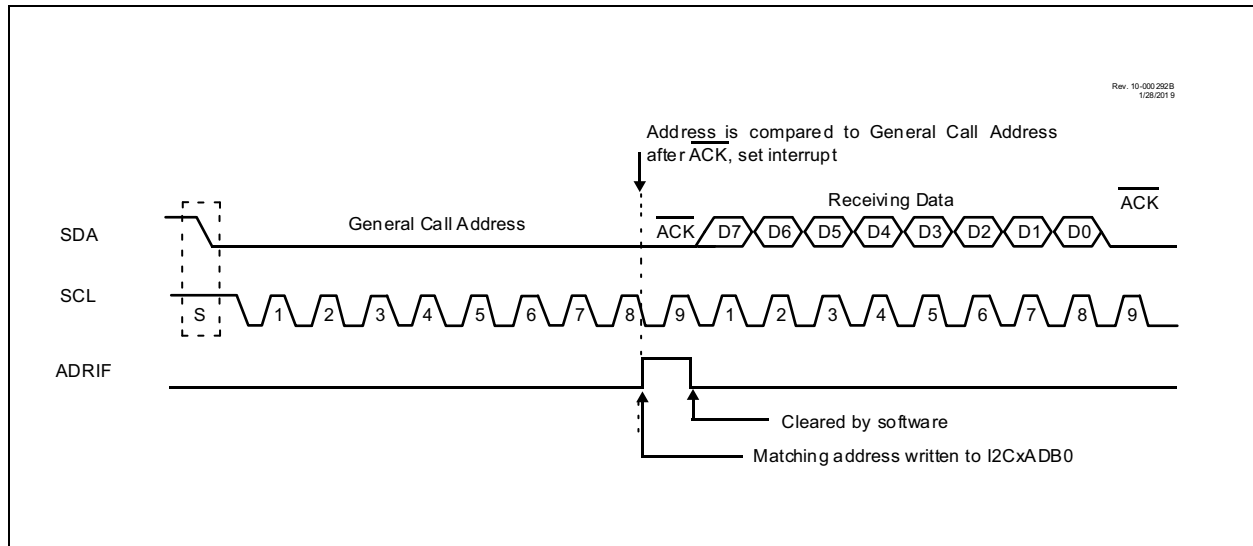 Rev. 10-000292B
1/28/2019
Address is compared to General Call Address
after ACK, set interrupt
Receiving Data
ACK
General Call Address
SDA
ACK D7 D6 D5 D4 D3 D2 D1 D0
SCL
S 1 2 3 4 5 6 7 8 9 1 2 3 4 5 6 7 8 9
ADRIF
Cleared by software
Matching address written to I2CxADB0